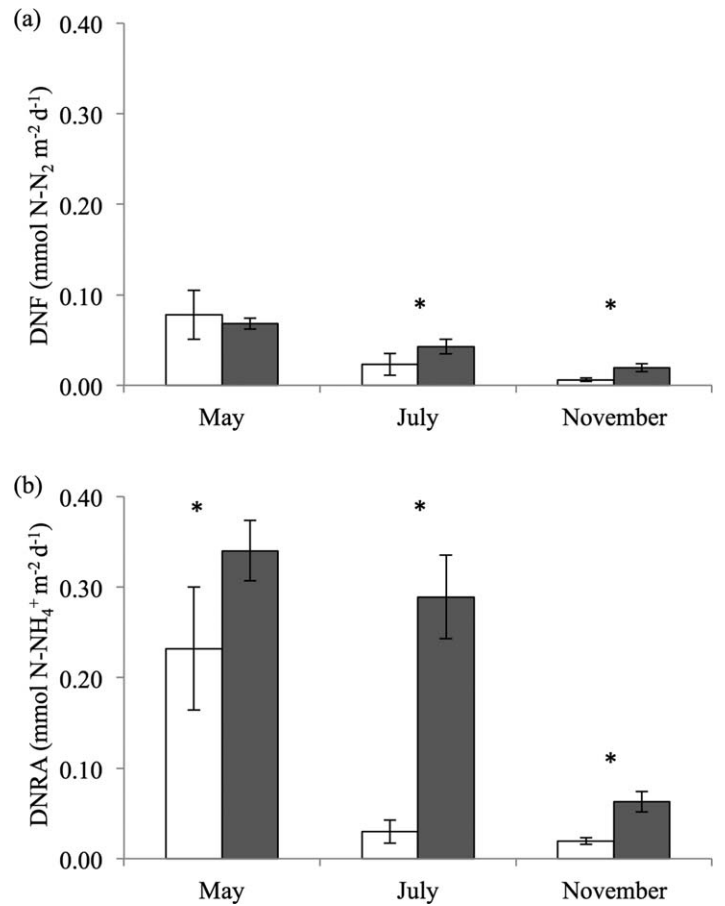 (a)
DNF (mmol N-N₂ m⁻² d⁻¹)
0.40
0.30
0.20
0.10
0.00
*
*
May
July
November
(b)
DNRA (mmol N-NH₄⁺ m⁻² d⁻¹)
0.40
0.30
0.20
0.10
0.00
*
*
*
May
July
November